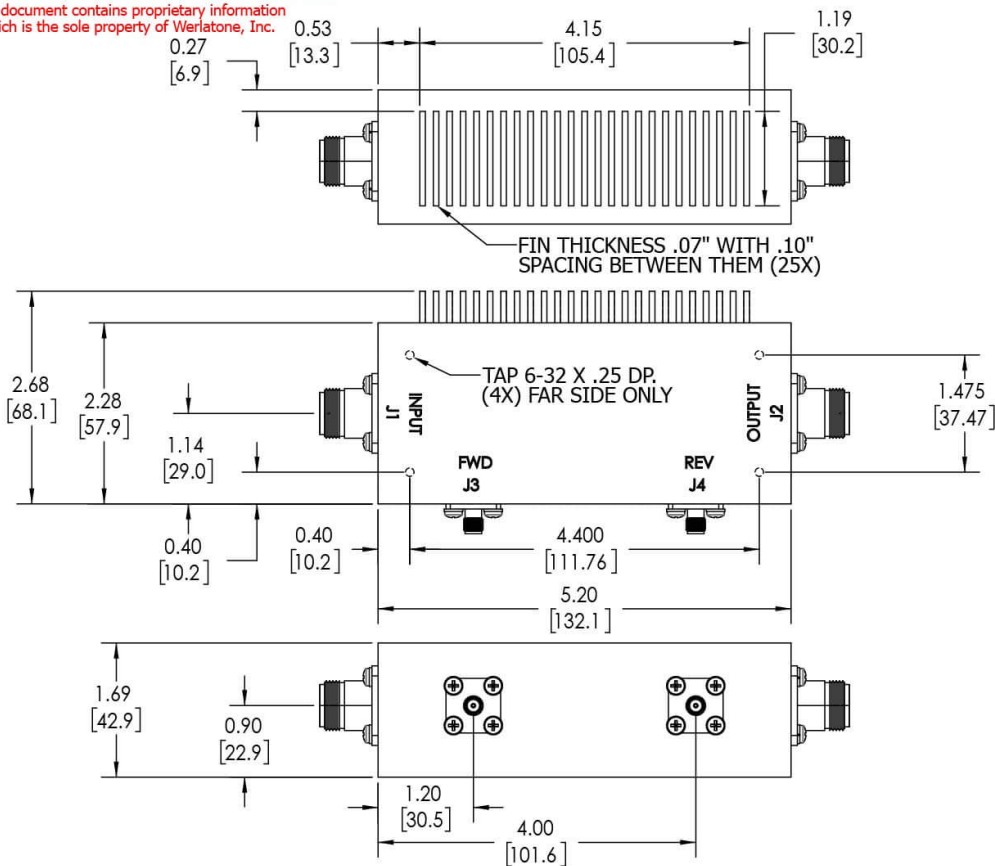 document contains proprietary information
ich is the sole property of Werlatone, Inc.
0.27
[6.9]
0.53
[13.3]
4.15
[105.4]
1.19
[30.2]
FIN THICKNESS .07" WITH .10"
SPACING BETWEEN THEM (25X)
2.68
[68.1]
2.28
[57.9]
1.14
[29.0]
0.40
[10.2]
TAP 6-32 X .25 DP.
(4X) FAR SIDE ONLY
INPUT
J1
OUTPUT
J2
FWD
J3
REV
J4
1.475
[37.47]
0.40
[10.2]
4.400
[111.76]
5.20
[132.1]
1.69
[42.9]
0.90
[22.9]
1.20
[30.5]
4.00
[101.6]